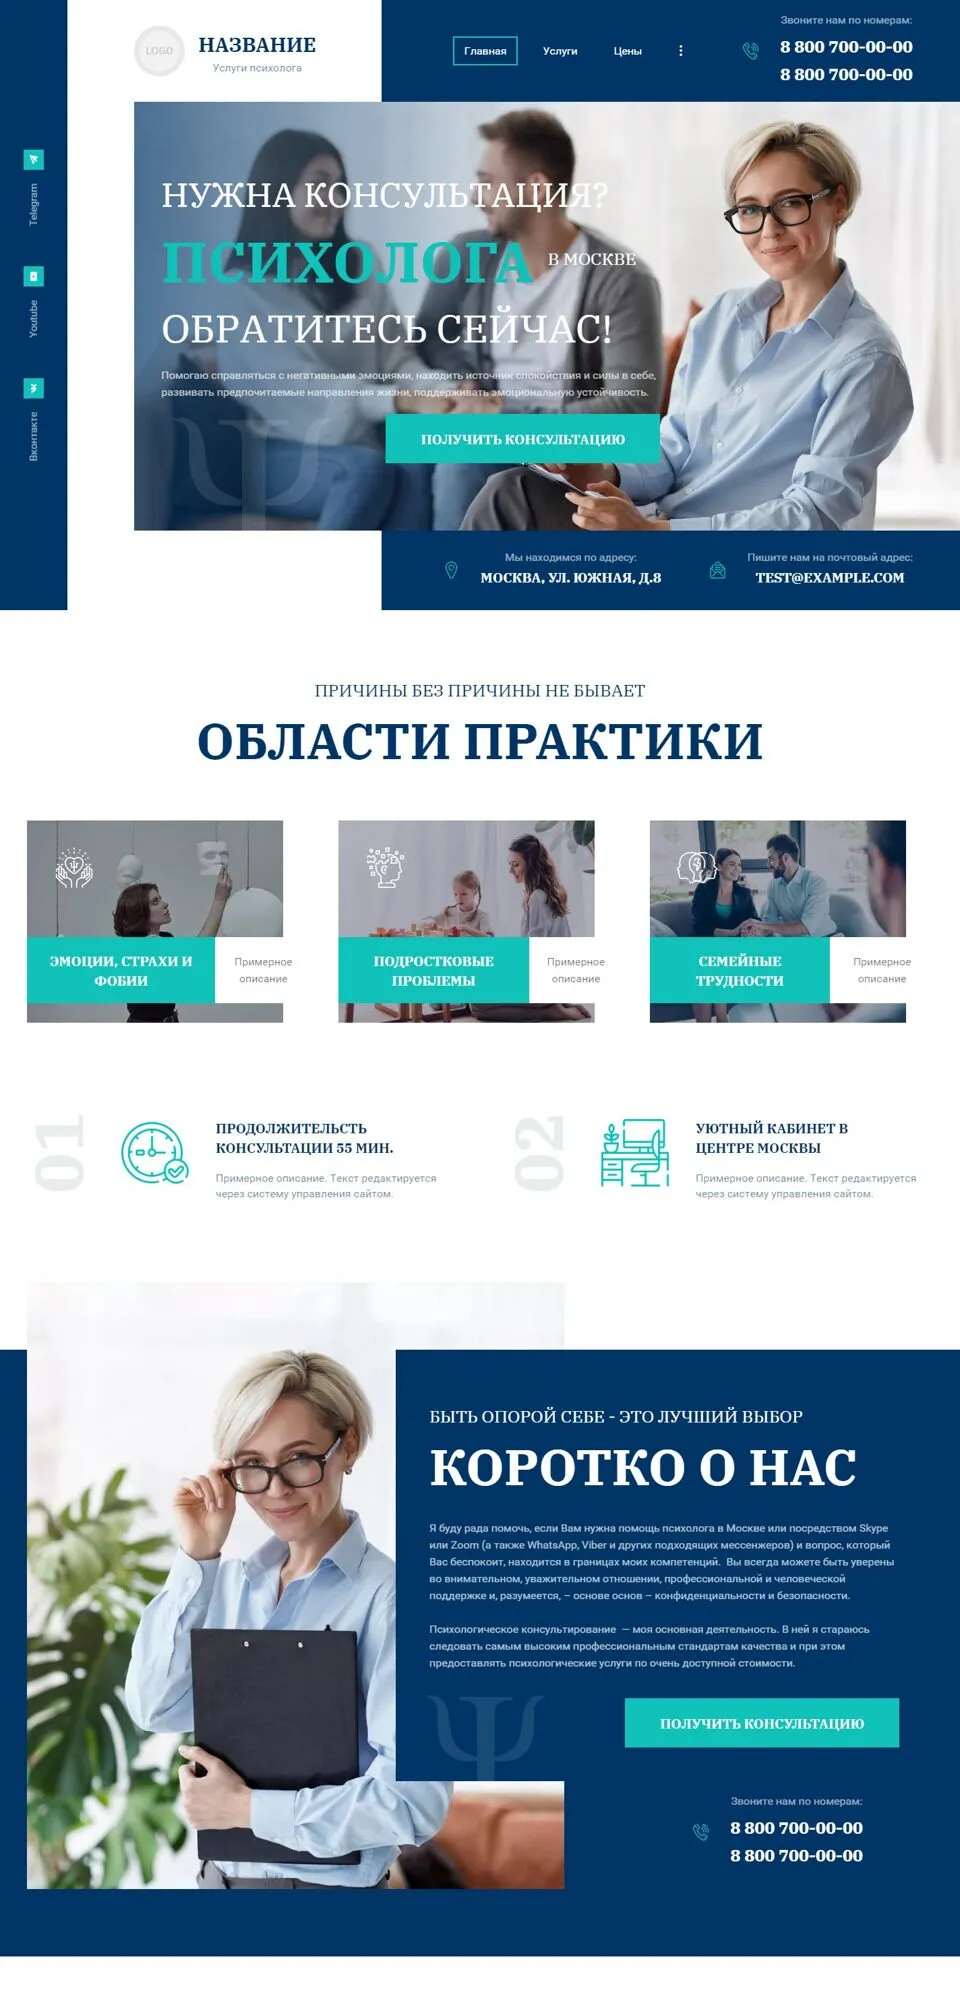 LOGO
НАЗВАНИЕ
Услуги психолога
Главная
Услуги
Цены
Звоните нам по номерам:
8 800 700-00-00
8 800 700-00-00
Telegram
Youtube
Вконтакте
НУЖНА КОНСУЛЬТАЦИЯ?
ПСИХОЛОГА В МОСКВЕ
ОБРАТИТЕСЬ СЕЙЧАС!
Помогаю справляться с негативными эмоциями, находить источник спокойствия и силы в себе,
развивать предпочитаемые направления жизни, поддерживать эмоциональную устойчивость.
Ψ
ПОЛУЧИТЬ КОНСУЛЬТАЦИЮ
Мы находимся по адресу:
МОСКВА, УЛ. ЮЖНАЯ, Д.8
Пишите нам на почтовый адрес:
TEST@EXAMPLE.COM
ПРИЧИНЫ БЕЗ ПРИЧИНЫ НЕ БЫВАЕТ
ОБЛАСТИ ПРАКТИКИ
ЭМОЦИИ, СТРАХИ И
ФОБИИ
Примерное
описание
ПОДРОСТКОВЫЕ
ПРОБЛЕМЫ
Примерное
описание
СЕМЕЙНЫЕ
ТРУДНОСТИ
Примерное
описание
01
ПРОДОЛЖИТЕЛЬСТЬ
КОНСУЛЬТАЦИИ 55 МИН.
Примерное описание. Текст редактируется
через систему управления сайтом.
02
УЮТНЫЙ КАБИНЕТ В
ЦЕНТРЕ МОСКВЫ
Примерное описание. Текст редактируется
через систему управления сайтом.
БЫТЬ ОПОРОЙ СЕБЕ - ЭТО ЛУЧШИЙ ВЫБОР
КОРОТКО О НАС
Я буду рада помочь, если Вам нужна помощь психолога в Москве или посредством Skype
или Zoom (а также WhatsApp, Viber и других подходящих мессенжеров) и вопрос, который
Вас беспокоит, находится в границах моих компетенций. Вы всегда можете быть уверены
во внимательном, уважительном отношении, профессиональной и человеческой
поддержке и, разумеется, – основе основ – конфиденциальности и безопасности.
Психологическое консультирование — моя основная деятельность. В ней я стараюсь
следовать самым высоким профессиональным стандартам качества и при этом
предоставлять психологические услуги по очень доступной стоимости.
Ψ
ПОЛУЧИТЬ КОНСУЛЬТАЦИЮ
Звоните нам по номерам:
8 800 700-00-00
8 800 700-00-00